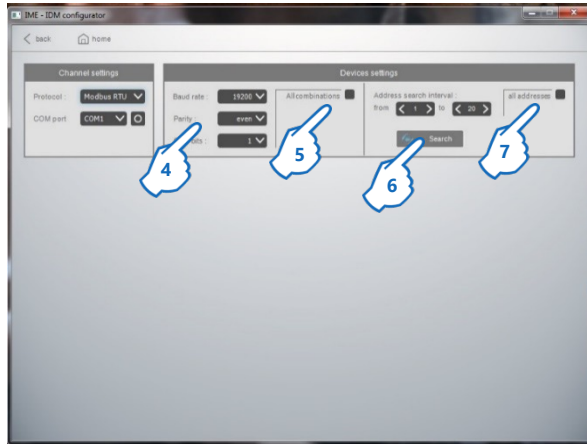 IME - IDM configurator
back
home
Channel settings
Protocol : Modbus RTU
COM port COM1
Devices settings
Baud rate : 19200
Parity : even
1
All combinations
Address search interval :
from 1 to 20
all addresses
Search
4
5
6
7